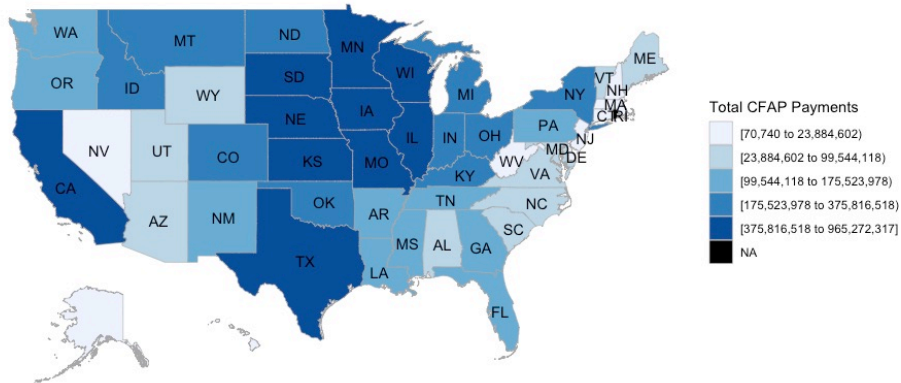 WA
MT
ND
MN
ME
OR
ID
SD
WI
VT
NH
WY
MI
NY
MA
CT
RI
NE
IA
PA
NJ
NV
UT
CO
IL
IN
OH
MD
DE
CA
KS
MO
WV
VA
KY
AZ
NM
OK
AR
TN
NC
MS
AL
GA
SC
TX
LA
FL
Total CFAP Payments
[70,740 to 23,884,602)
[23,884,602 to 99,544,118)
[99,544,118 to 175,523,978)
[175,523,978 to 375,816,518)
[375,816,518 to 965,272,317]
NA